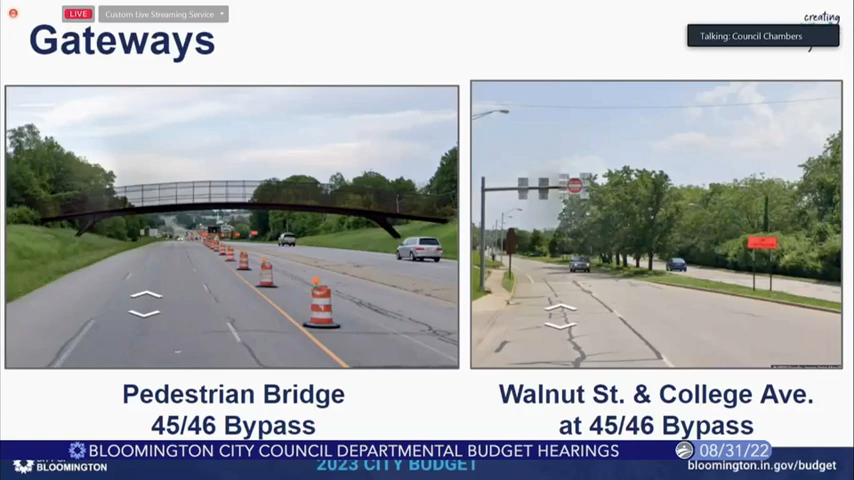 LIVE
Custom Live Streaming Service
creating
Talking: Council Chambers
Gateways
Pedestrian Bridge
45/46 Bypass
Walnut St. & College Ave.
at 45/46 Bypass
BLOOMINGTON CITY COUNCIL DEPARTMENTAL BUDGET HEARINGS
08/31/22
BLOOMINGTON
2023 CITY BUDGET
bloomington.in.gov/budget